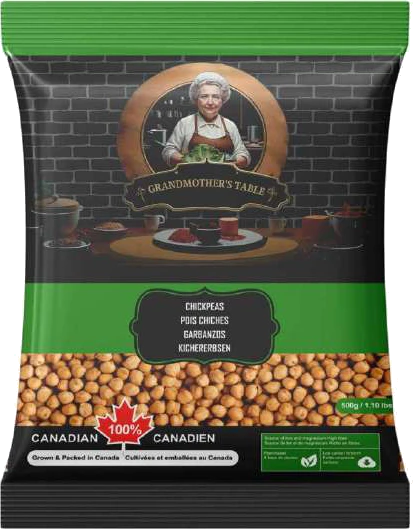 GRANDMOTHER'S TABLE
CHICKPEAS
POIS CHICHES
GARBANZOS
KICHERERBSEN
500g / 1.10 lbs
100%
CANADIAN CANADIEN
Grown & Packed in Canada Cultivées et emballées au Canada